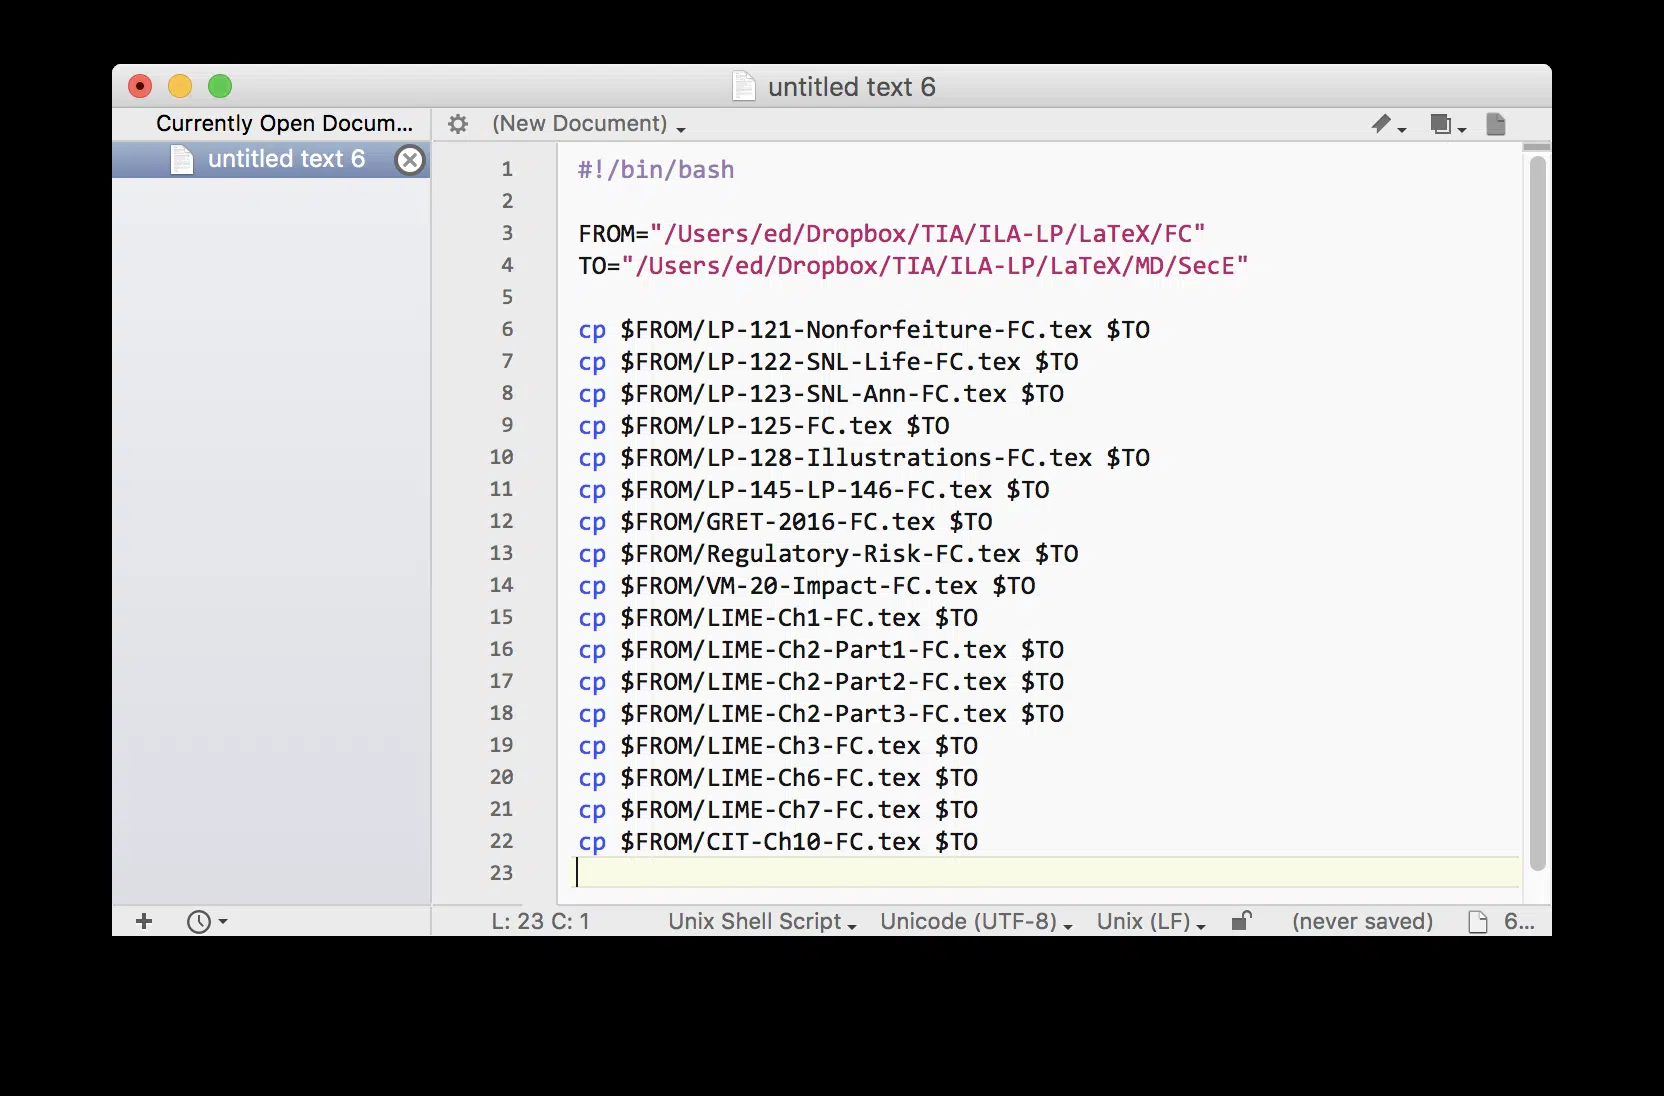 untitled text 6
Currently Open Docum...
(New Document)
untitled text 6
1 #!/bin/bash
2
3 FROM="/Users/ed/Dropbox/TIA/ILA-LP/LaTeX/FC"
4 TO="/Users/ed/Dropbox/TIA/ILA-LP/LaTeX/MD/SecE"
5
6 cp $FROM/LP-121-Nonforfeiture-FC.tex $TO
7 cp $FROM/LP-122-SNL-Life-FC.tex $TO
8 cp $FROM/LP-123-SNL-Ann-FC.tex $TO
9 cp $FROM/LP-125-FC.tex $TO
10 cp $FROM/LP-128-Illustrations-FC.tex $TO
11 cp $FROM/LP-145-LP-146-FC.tex $TO
12 cp $FROM/GRET-2016-FC.tex $TO
13 cp $FROM/Regulatory-Risk-FC.tex $TO
14 cp $FROM/VM-20-Impact-FC.tex $TO
15 cp $FROM/LIME-Ch1-FC.tex $TO
16 cp $FROM/LIME-Ch2-Part1-FC.tex $TO
17 cp $FROM/LIME-Ch2-Part2-FC.tex $TO
18 cp $FROM/LIME-Ch2-Part3-FC.tex $TO
19 cp $FROM/LIME-Ch3-FC.tex $TO
20 cp $FROM/LIME-Ch6-FC.tex $TO
21 cp $FROM/LIME-Ch7-FC.tex $TO
22 cp $FROM/CIT-Ch10-FC.tex $TO
23
L: 23 C: 1 Unix Shell Script Unicode (UTF-8) Unix (LF) (never saved) 6...